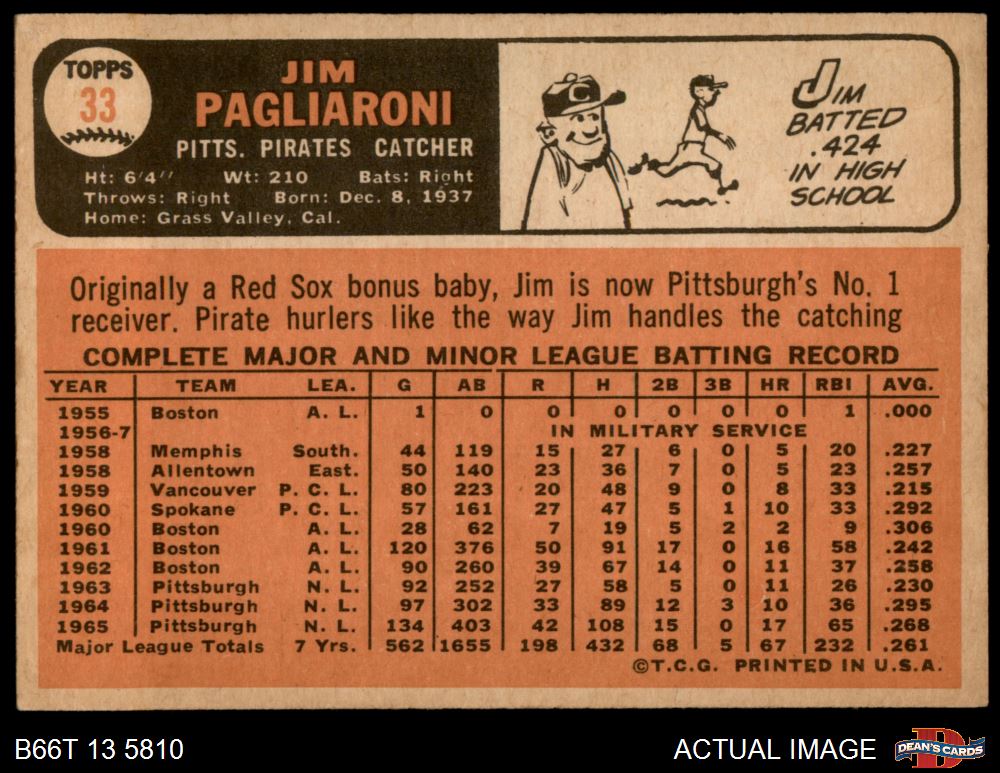 TOPPS
33
JIM
PAGLIARONI
PITTS. PIRATES CATCHER
Ht: 6'4" Wt: 210 Bats: Right
Throws: Right Born: Dec. 8, 1937
Home: Grass Valley, Cal.
C
JIM
BATTED
.424
IN HIGH
SCHOOL
Originally a Red Sox bonus baby, Jim is now Pittsburgh's No. 1
receiver. Pirate hurlers like the way Jim handles the catching
COMPLETE MAJOR AND MINOR LEAGUE BATTING RECORD
YEAR TEAM LEA. G AB R H 2B 3B HR RBI AVG.
1955 Boston A. L. 1 0 0 0 0 0 0 1 .000
1956-7 IN MILITARY SERVICE
1958 Memphis South. 44 119 15 27 6 0 5 20 .227
1958 Allentown East. 50 140 23 36 7 0 5 23 .257
1959 Vancouver P. C. L. 80 223 20 48 9 0 8 33 .215
1960 Spokane P. C. L. 57 161 27 47 5 1 10 33 .292
1960 Boston A. L. 28 62 7 19 5 2 2 9 .306
1961 Boston A. L. 120 376 50 91 17 0 16 58 .242
1962 Boston A. L. 90 260 39 67 14 0 11 37 .258
1963 Pittsburgh N. L. 92 252 27 58 5 0 11 26 .230
1964 Pittsburgh N. L. 97 302 33 89 12 3 10 36 .295
1965 Pittsburgh N. L. 134 403 42 108 15 0 17 65 .268
Major League Totals 7 Yrs. 562 1655 198 432 68 5 67 232 .261
©T.C.G. PRINTED IN U.S.A.
B66T 13 5810
ACTUAL IMAGE
D
DEAN'S CARDS